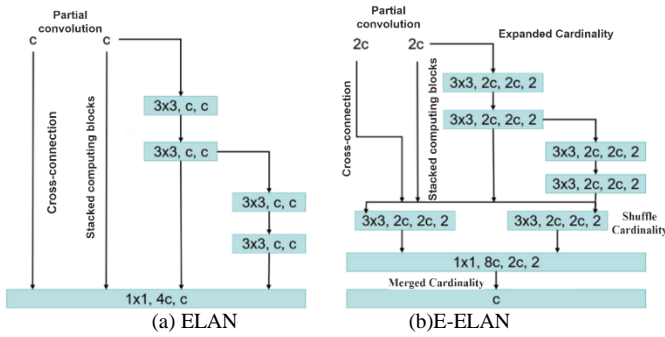 Partial
convolution
c
c
3x3, c, c
3x3, c, c
3x3, c, c
3x3, c, c
Cross-connection
Stacked computing blocks
1x1, 4c, c
(a) ELAN
Partial
convolution
2c
2c
Expanded Cardinality
3x3, 2c, 2c, 2
3x3, 2c, 2c, 2
3x3, 2c, 2c, 2
3x3, 2c, 2c, 2
Cross-connection
Stacked computing blocks
3x3, 2c, 2c, 2
3x3, 2c, 2c, 2
Shuffle
Cardinality
1x1, 8c, 2c, 2
Merged Cardinality
c
(b)E-ELAN